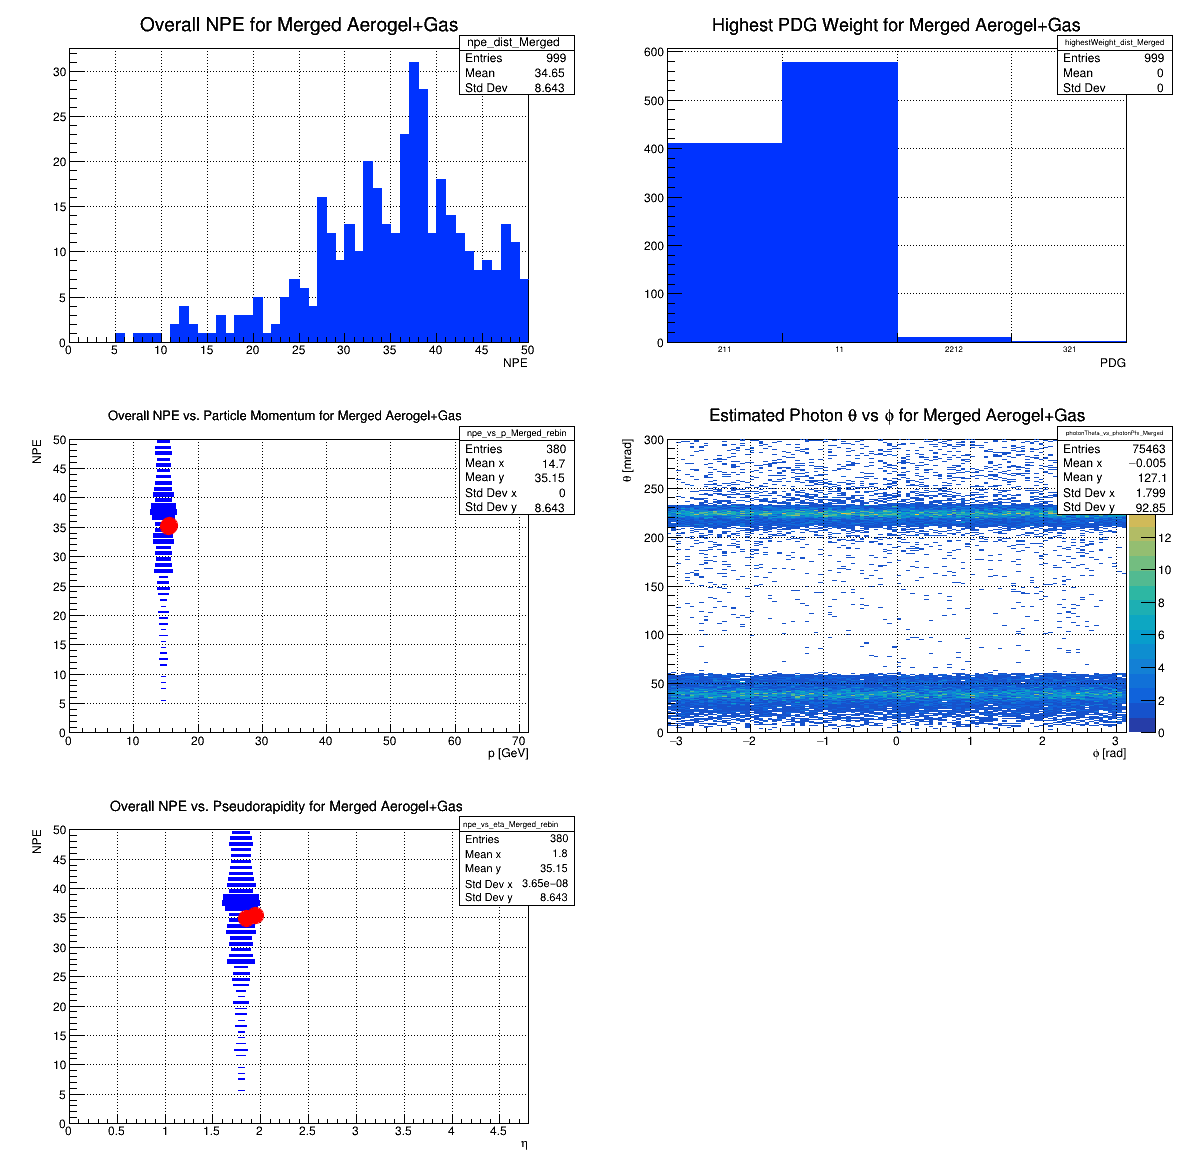 Overall NPE for Merged Aerogel+Gas
npe_dist_Merged
Entries 999
Mean 34.65
Std Dev 8.643
30
25
20
15
10
5
0
0 5 10 15 20 25 30 35 40 45 50
NPE
Highest PDG Weight for Merged Aerogel+Gas
highestWeight_dist_Merged
Entries 999
Mean 0
Std Dev 0
600
500
400
300
200
100
0
211 11 2212 321
PDG
Overall NPE vs. Particle Momentum for Merged Aerogel+Gas
npe_vs_p_Merged_rebin
Entries 380
Mean x 14.7
Mean y 35.15
Std Dev x 0
Std Dev y 8.643
NPE
50
45
40
35
30
25
20
15
10
5
0
0 10 20 30 40 50 60 70
p [GeV]
Estimated Photon θ vs ϕ for Merged Aerogel+Gas
photonTheta_vs_photonPhi_Merged
Entries 75463
Mean x −0.005
Mean y 127.1
Std Dev x 1.799
Std Dev y 92.85
θ [mrad]
300
250
200
150
100
50
0
−3 −2 −1 0 1 2 3
ϕ [rad]
12
10
8
6
4
2
0
Overall NPE vs. Pseudorapidity for Merged Aerogel+Gas
npe_vs_eta_Merged_rebin
Entries 380
Mean x 1.8
Mean y 35.15
Std Dev x 3.65e−08
Std Dev y 8.643
NPE
50
45
40
35
30
25
20
15
10
5
0
0 0.5 1 1.5 2 2.5 3 3.5 4 4.5
η